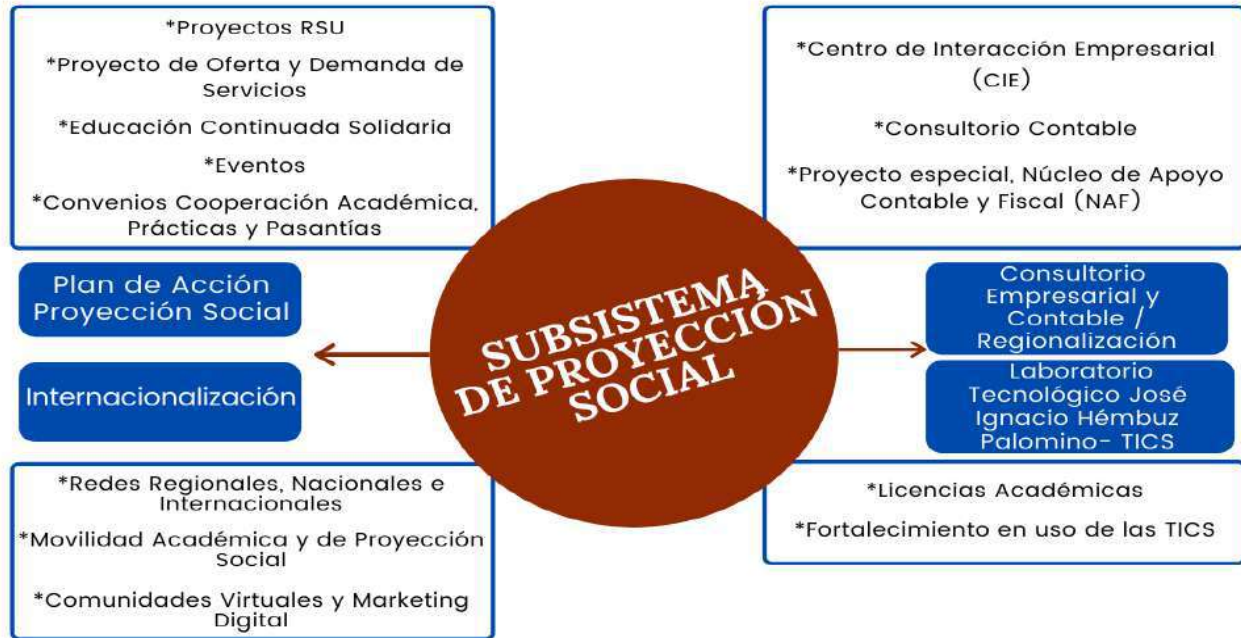 *Proyectos RSU
*Proyecto de Oferta y Demanda de
Servicios
*Educación Continuada Solidaria
*Eventos
*Convenios Cooperación Académica,
Prácticas y Pasantías
Plan de Acción
Proyección Social
Internacionalización
*Redes Regionales, Nacionales e
Internacionales
*Movilidad Académica y de Proyección
Social
*Comunidades Virtuales y Marketing
Digital
SUBSISTEMA
DE PROYECCIÓN
SOCIAL
*Centro de Interacción Empresarial
(CIE)
*Consultorio Contable
*Proyecto especial, Núcleo de Apoyo
Contable y Fiscal (NAF)
Consultorio
Empresarial y
Contable /
Regionalización
Laboratorio
Tecnológico José
Ignacio Hémbuz
Palomino- TICS
*Licencias Académicas
*Fortalecimiento en uso de las TICS